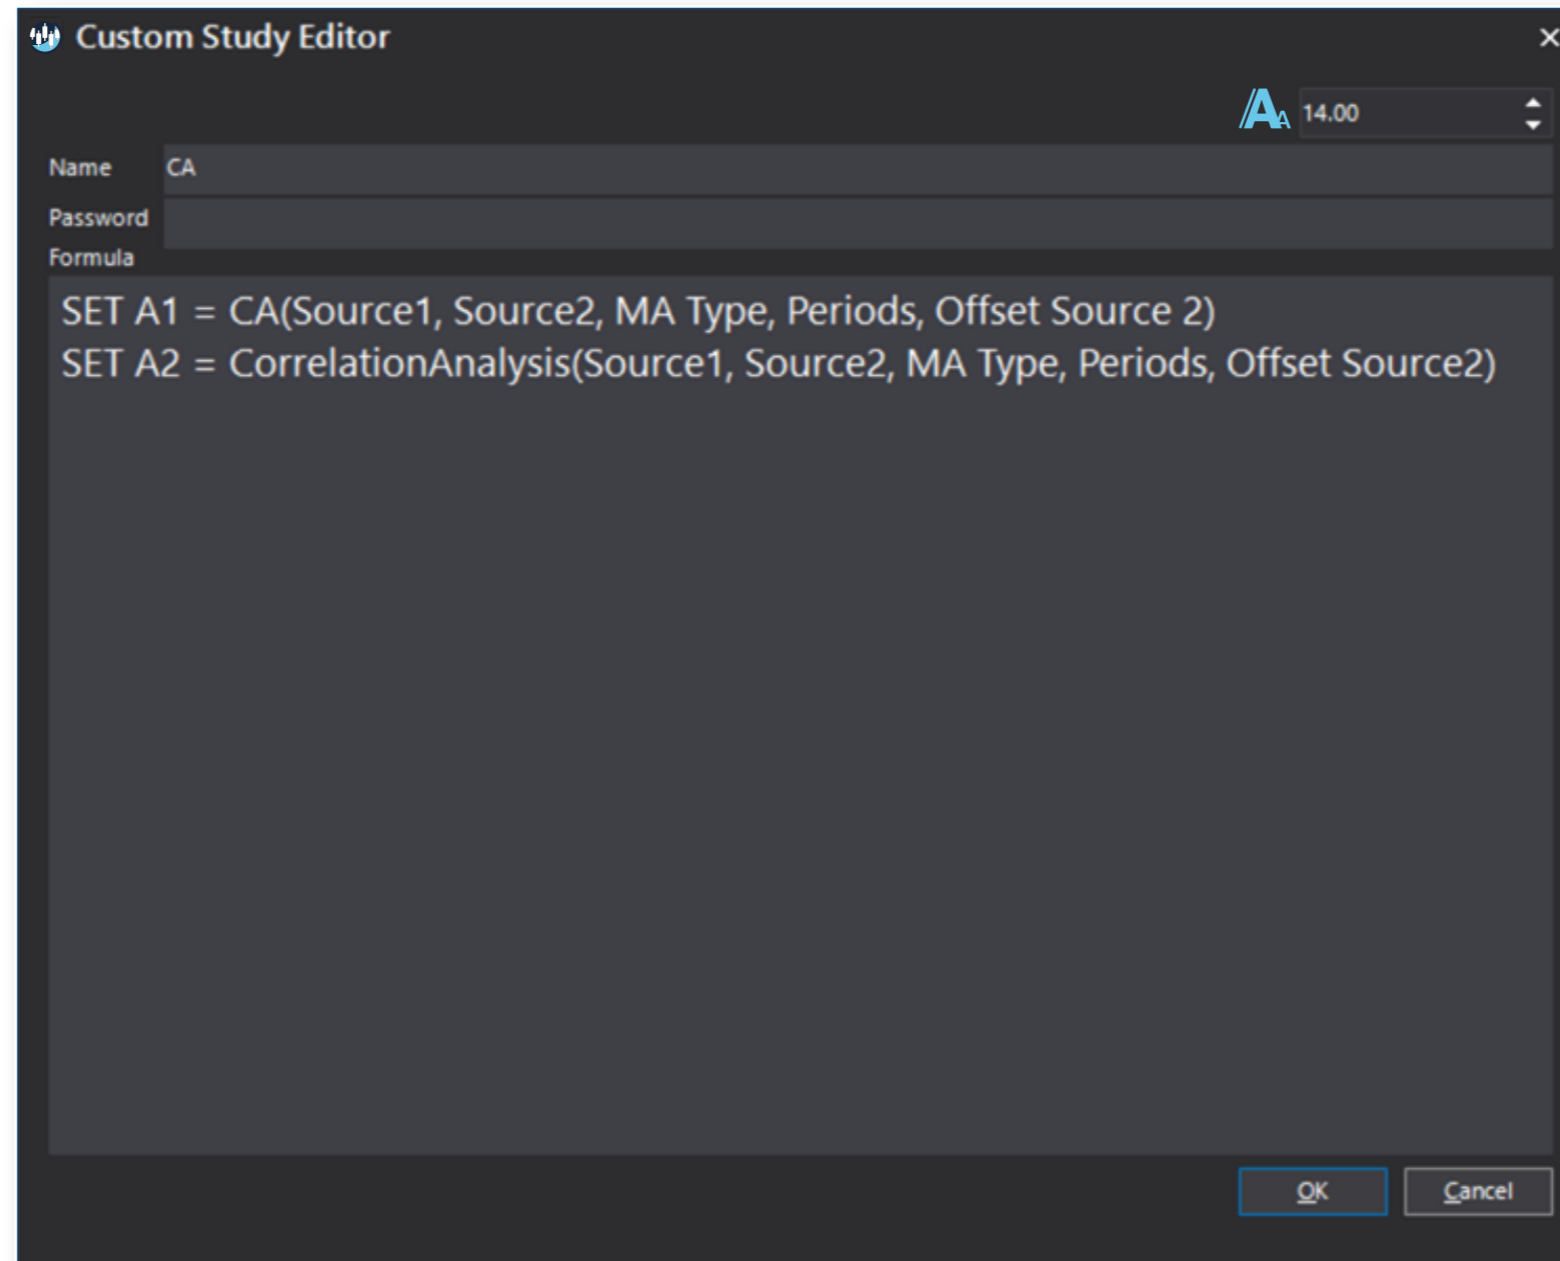 Custom Study Editor
14.00
Name CA
Password
Formula
SET A1 = CA(Source1, Source2, MA Type, Periods, Offset Source 2)
SET A2 = CorrelationAnalysis(Source1, Source2, MA Type, Periods, Offset Source2)
OK Cancel